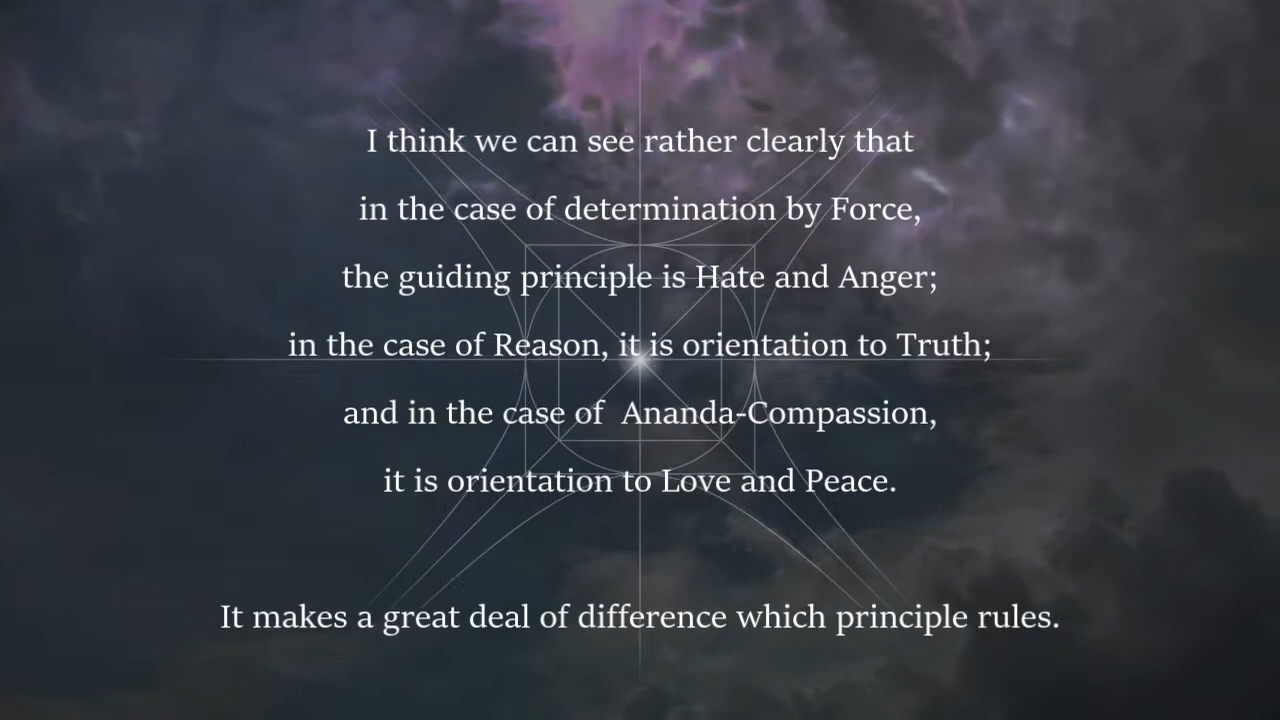 I think we can see rather clearly that
in the case of determination by Force,
the guiding principle is Hate and Anger;
in the case of Reason, it is orientation to Truth;
and in the case of  Ananda-Compassion,
it is orientation to Love and Peace.
It makes a great deal of difference which principle rules.